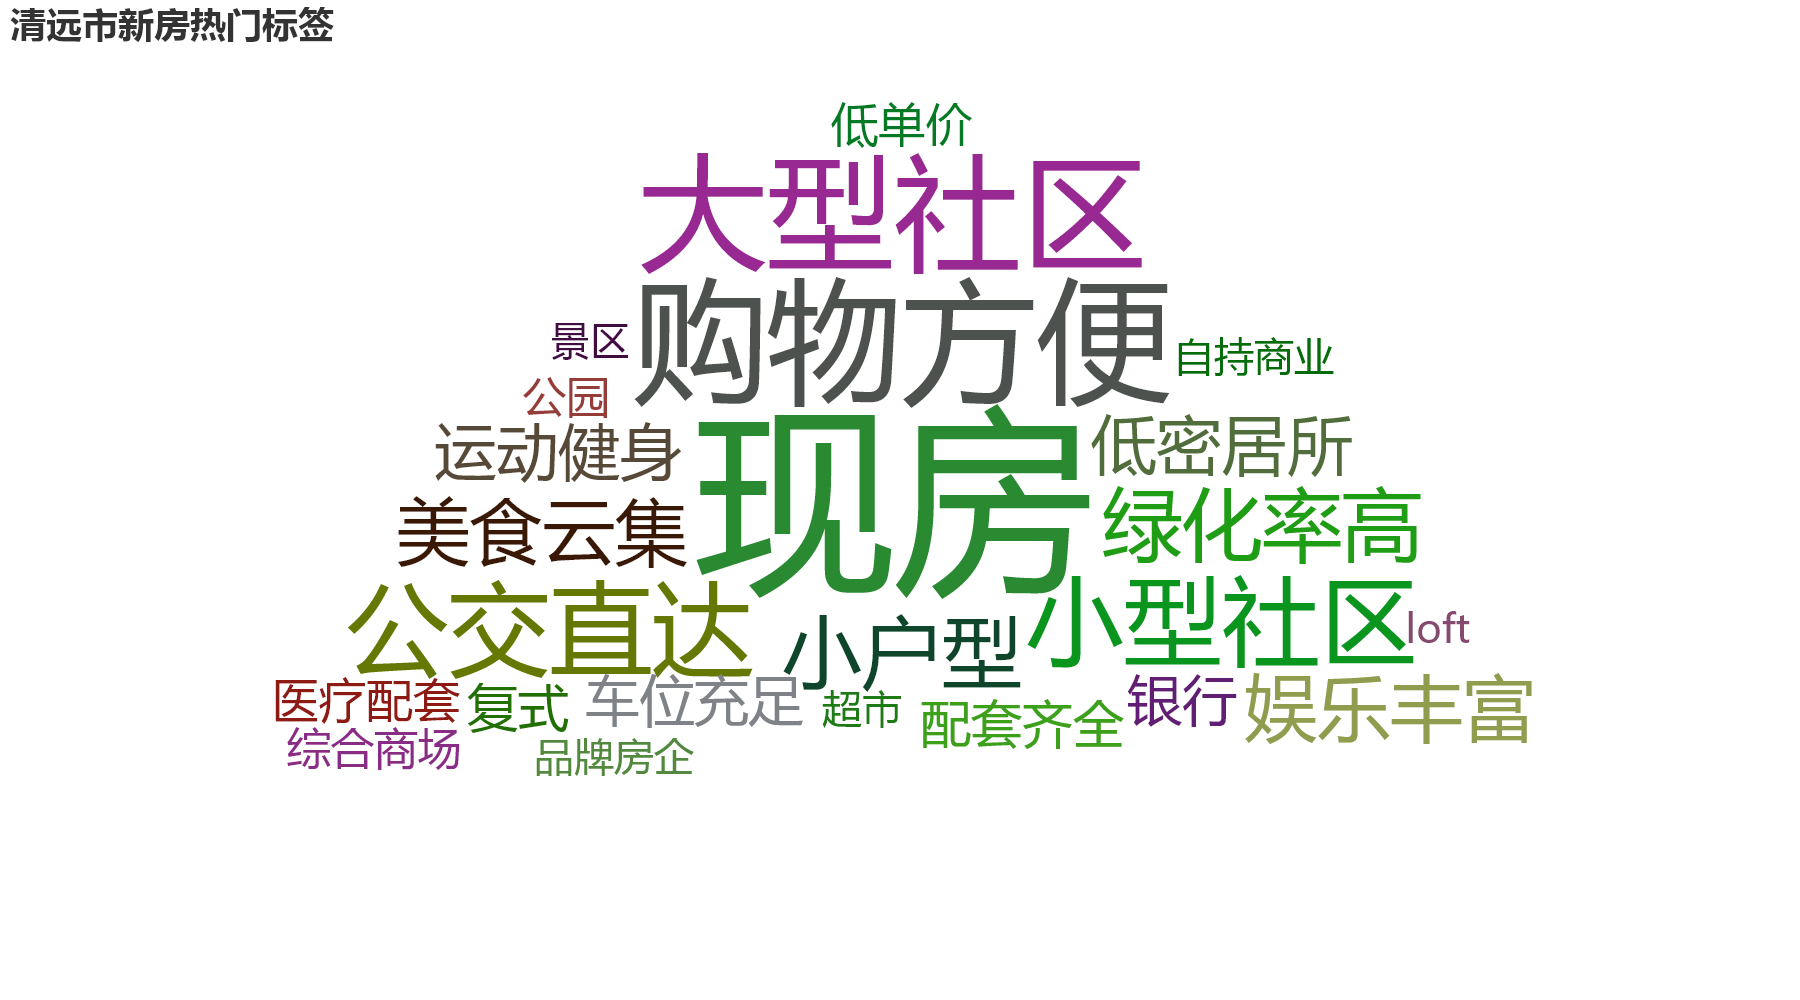 清远市新房热门标签
低单价
大型社区
购物方便
景区
自持商业
公园
现房
运动健身
低密居所
美食云集
绿化率高
公交直达
小户型
小型社区
loft
医疗配套
复式
车位充足
超市
配套齐全
银行
娱乐丰富
综合商场
品牌房企